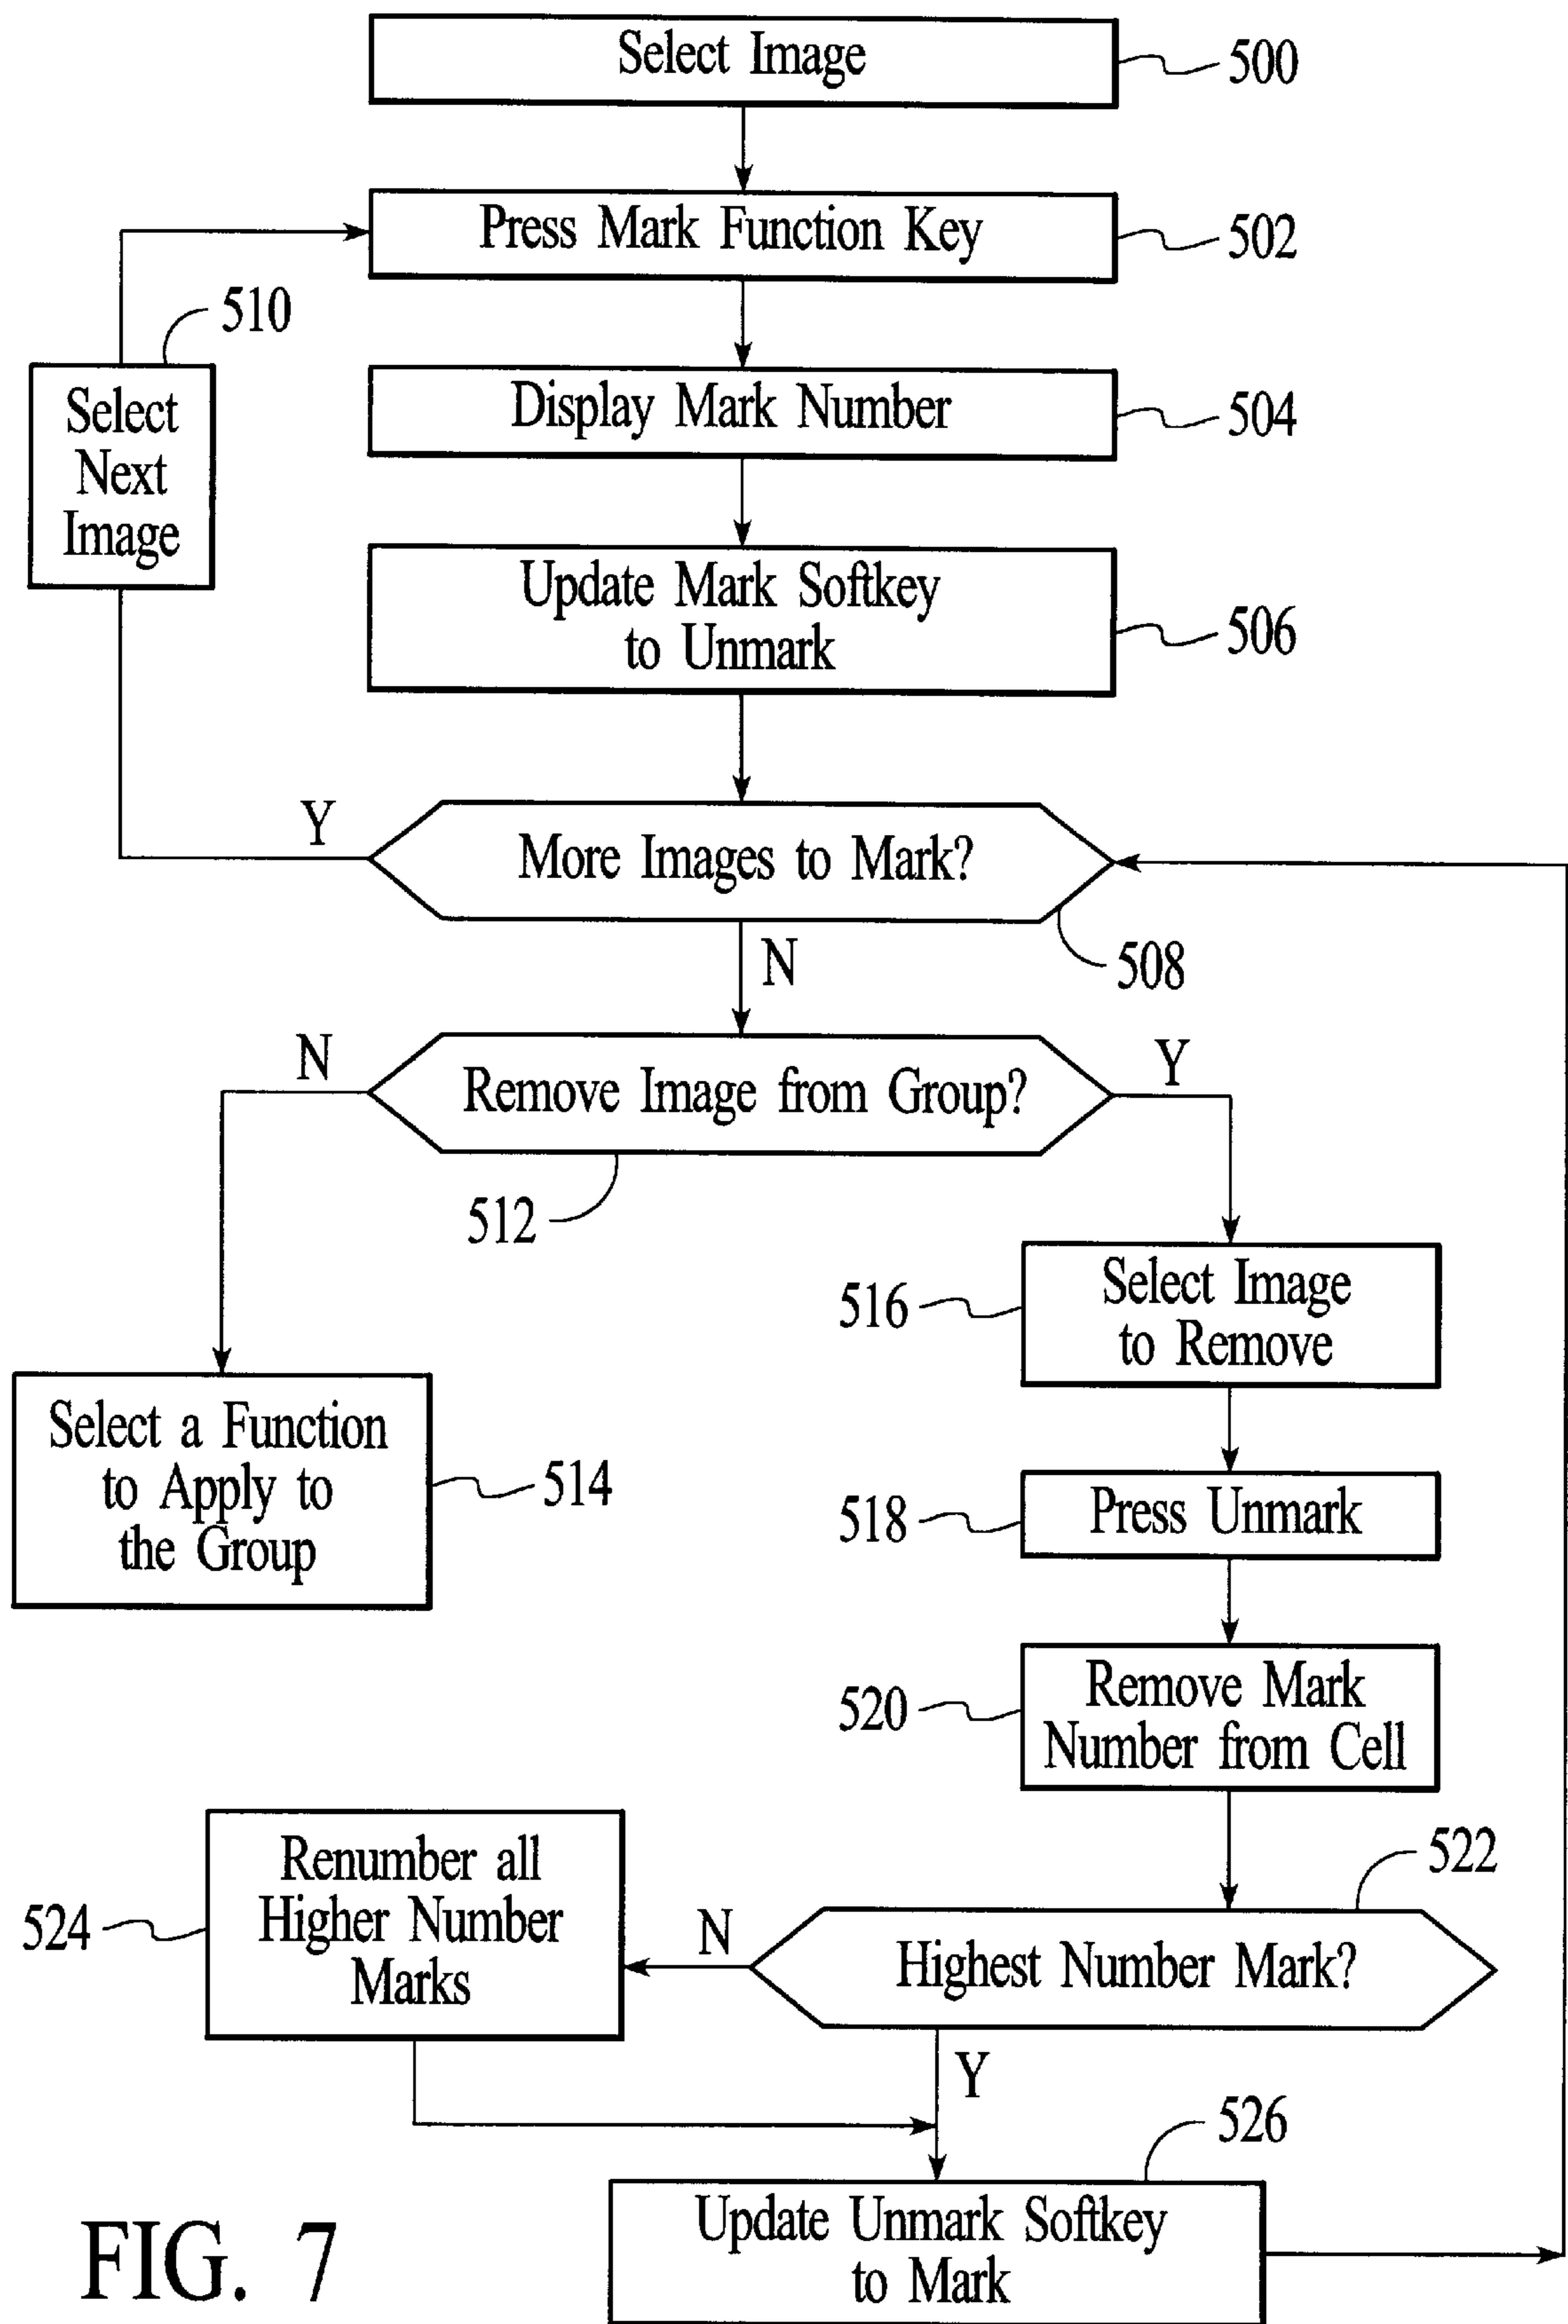 Select Image
500
Press Mark Function Key
502
510
Select
Next
Image
Display Mark Number
504
Update Mark Softkey
to Unmark
506
Y
More Images to Mark?
508
N
N
Remove Image from Group?
Y
512
516
Select Image
to Remove
Select a Function
to Apply to
the Group
514
518
Press Unmark
520
Remove Mark
Number from Cell
522
524
Renumber all
Higher Number
Marks
N
Highest Number Mark?
Y
526
Update Unmark Softkey
to Mark
FIG. 7